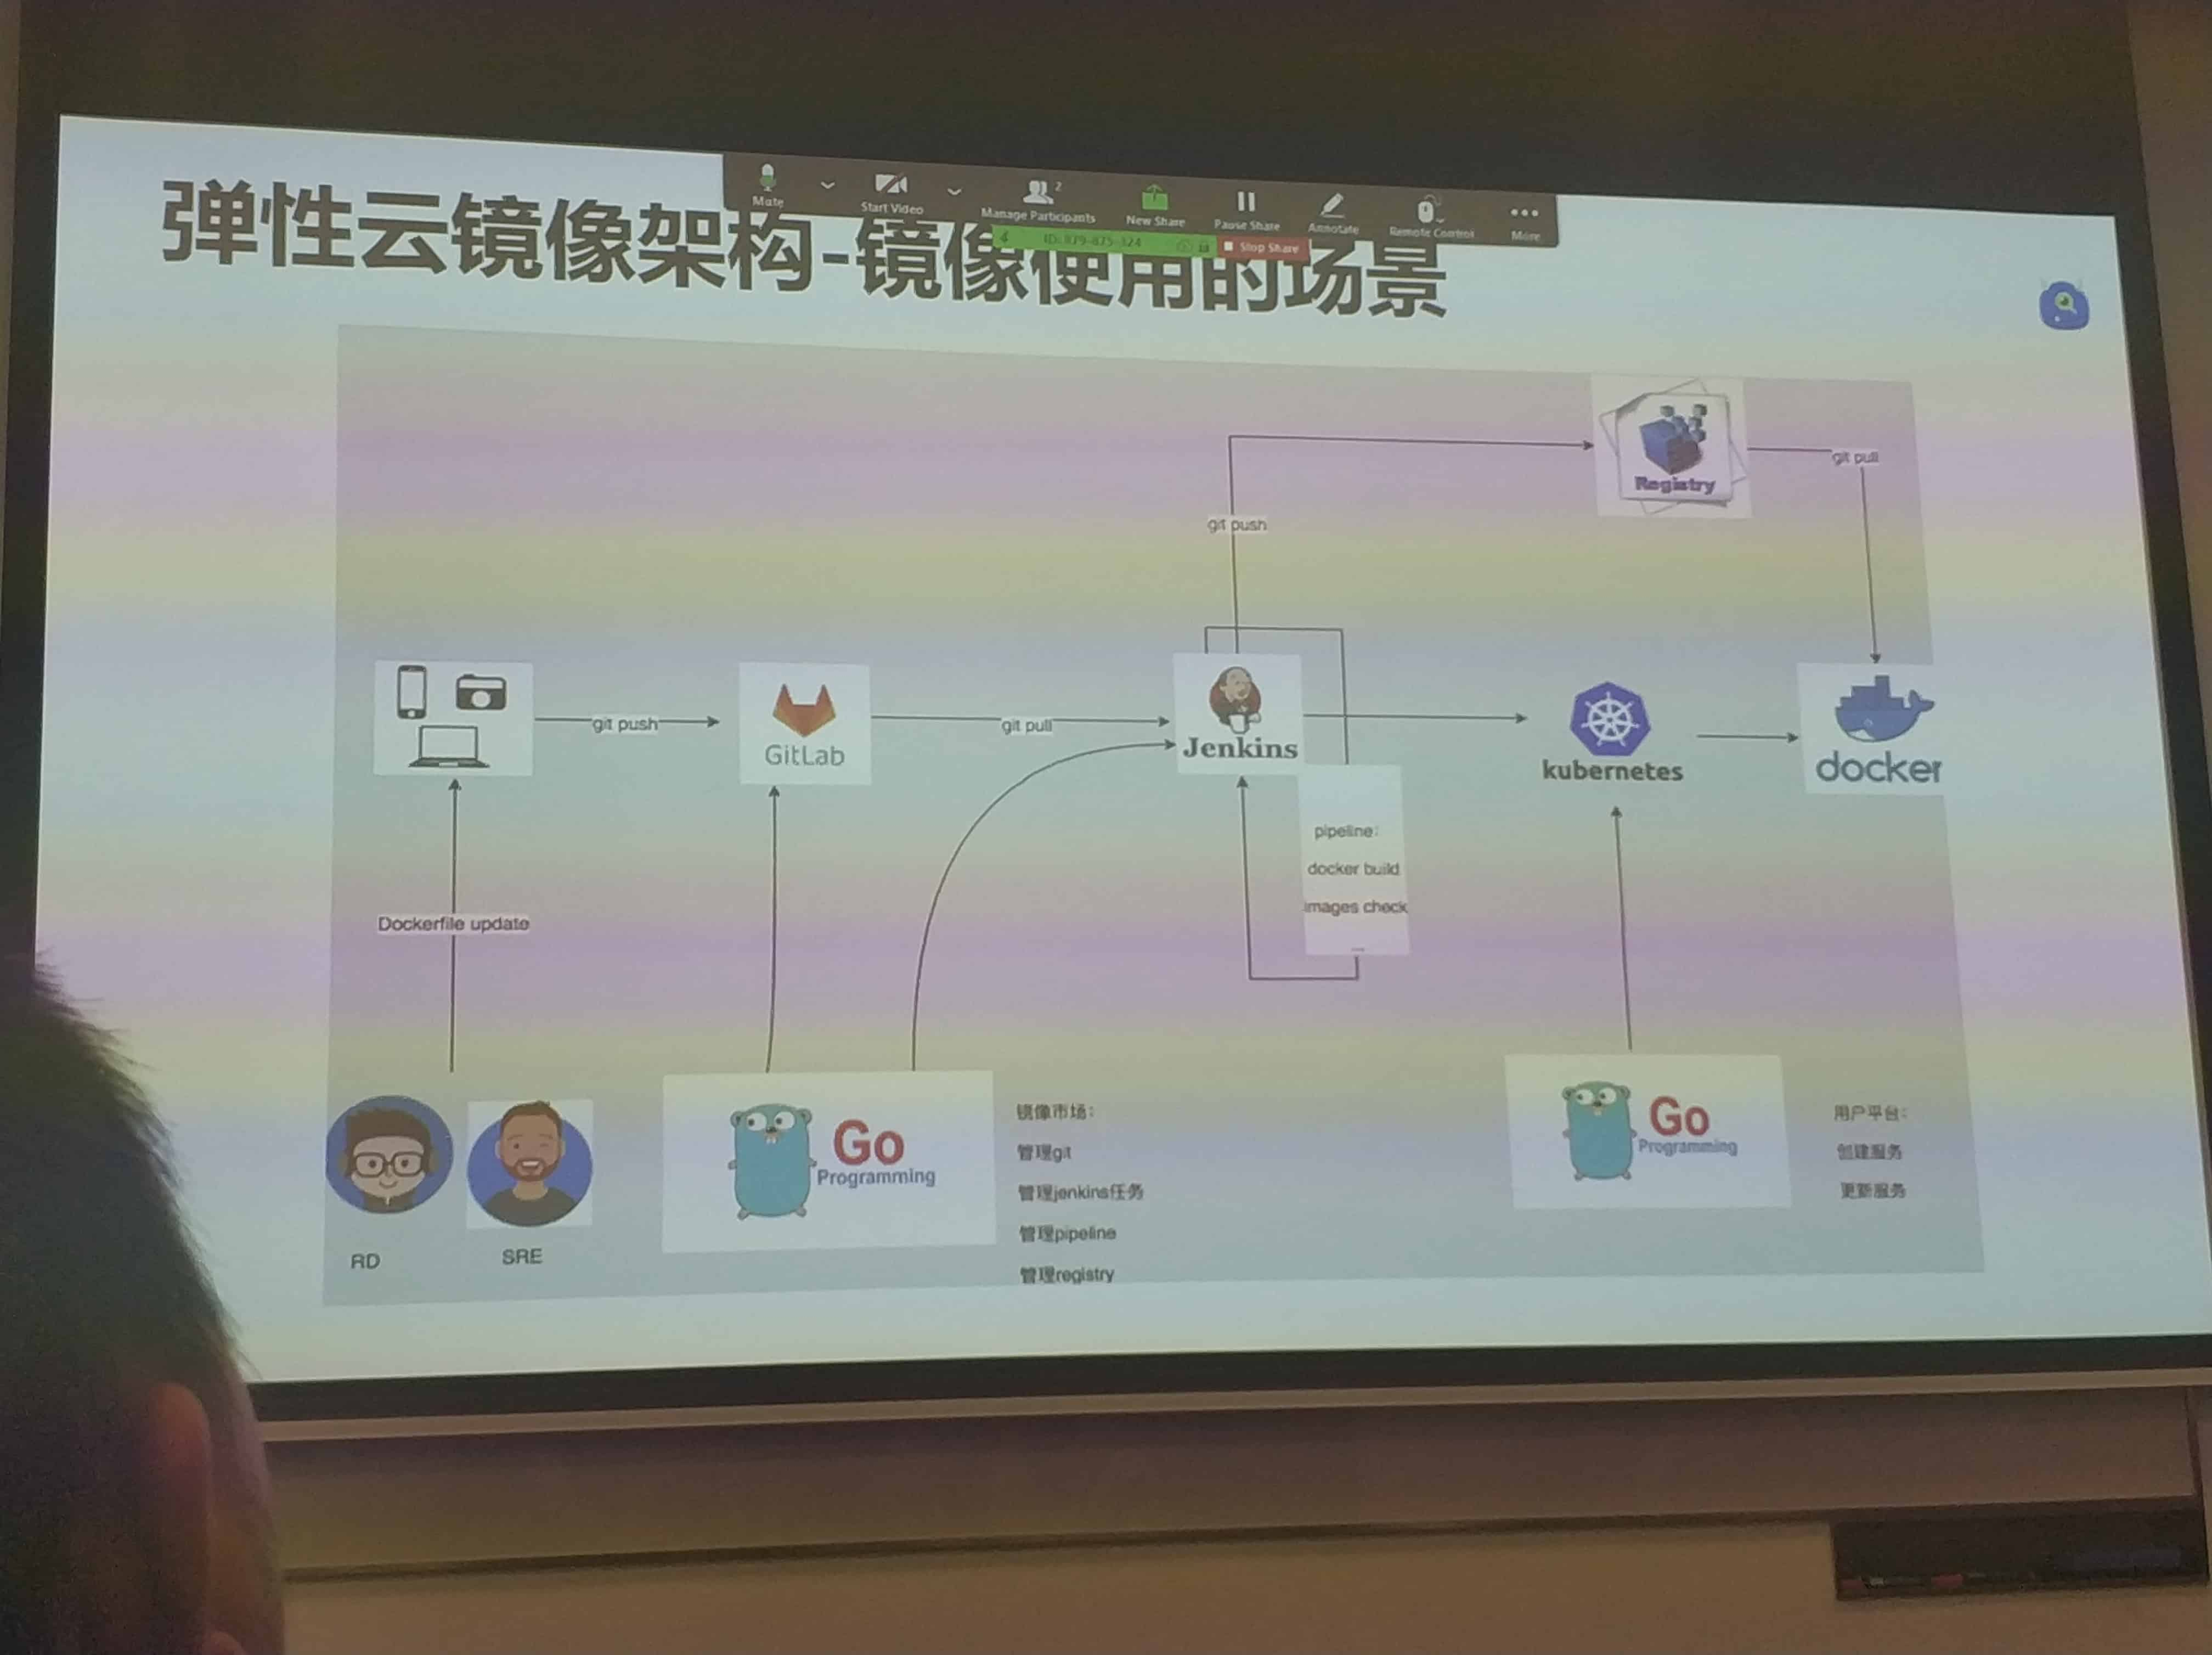 Mute
Start Video
Manage Participants
2
New Share
Pause Share
Annotate
Remote Control
More
ID: 879-875-324
Stop Share
弹性云镜像架构-镜像使用的场景
Registry
git pull
git push
git push
GitLab
git pull
Jenkins
kubernetes
docker
pipeline:
docker build
images check
...
Dockerfile update
RD
SRE
Go
Programming
镜像市场：
管理git
管理jenkins任务
管理pipeline
管理registry
Go
Programming
用户平台：
创建服务
更新服务